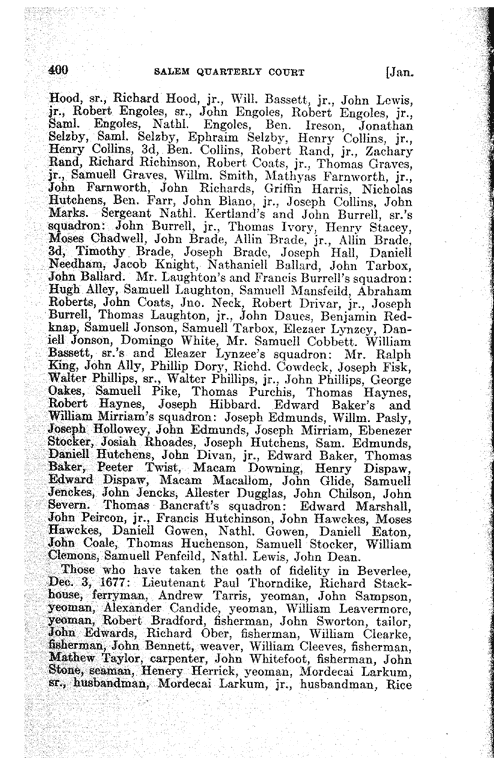 400 SALEM QUARTERLY COURT [Jan.
Hood, sr., Richard Hood, jr., Will. Bassett, jr., John Lewis,
jr., Robert Engoles, sr., John Engoles, Robert Engoles, jr.,
Saml. Engoles, Nathl. Engoles, Ben. Ireson, Jonathan
Selzby, Saml. Selzby, Ephraim Selzby, Henry Collins, jr.,
Henry Collins, 3d, Ben. Collins, Robert Rand, jr., Zachary
Rand, Richard Richinson, Robert Coats, jr., Thomas Graves,
jr., Samuell Graves, Willm. Smith, Mathyas Farnworth, jr.,
John Farnworth, John Richards, Griffin Harris, Nicholas
Hutchens, Ben. Farr, John Blano, jr., Joseph Collins, John
Marks. Sergeant Nathl. Kertland's and John Burrell, sr.'s
squadron: John Burrell, jr., Thomas Ivory, Henry Stacey,
Moses Chadwell, John Brade, Allin Brade, jr., Allin Brade,
3d, Timothy Brade, Joseph Brade, Joseph Hall, Daniell
Needham, Jacob Knight, Nathaniell Ballard, John Tarbox,
John Ballard. Mr. Laughton's and Francis Burrell's squadron:
Hugh Alley, Samuell Laughton, Samuell Mansfeild, Abraham
Roberts, John Coats, Jno. Neck, Robert Drivar, jr., Joseph
Burrell, Thomas Laughton, jr., John Daues, Benjamin Red-
knap, Samuell Jonson, Samuell Tarbox, Elezaer Lynzey, Dan-
iell Jonson, Domingo White, Mr. Samuell Cobbett. William
Bassett, sr.'s and Eleazer Lynzee's squadron: Mr. Ralph
King, John Ally, Phillip Dory, Richd. Cowdeck, Joseph Fisk,
Walter Phillips, sr., Walter Phillips, jr., John Phillips, George
Oakes, Samuell Pike, Thomas Purchis, Thomas Haynes,
Robert Haynes, Joseph Hibbard. Edward Baker's and
William Mirriam's squadron: Joseph Edmunds, Willm. Pasly,
Joseph Hollowey, John Edmunds, Joseph Mirriam, Ebenezer
Stocker, Josiah Rhoades, Joseph Hutchens, Sam. Edmunds,
Daniell Hutchens, John Divan, jr., Edward Baker, Thomas
Baker, Peeter Twist, Macam Downing, Henry Dispaw,
Edward Dispaw, Macam Macallom, John Glide, Samuell
Jenckes, John Jencks, Allester Dugglas, John Chilson, John
Severn. Thomas Bancraft's squadron: Edward Marshall,
John Peircon, jr., Francis Hutchinson, John Hawckes, Moses
Hawckes, Daniell Gowen, Nathl. Gowen, Daniell Eaton,
John Coale, Thomas Huchenson, Samuell Stocker, William
Clemons, Samuell Penfeild, Nathl. Lewis, John Dean.
Those who have taken the oath of fidelity in Beverlee,
Dec. 3, 1677: Lieutenant Paul Thorndike, Richard Stack-
house, ferryman, Andrew Tarris, yeoman, John Sampson,
yeoman, Alexander Candide, yeoman, William Leavermore,
yeoman, Robert Bradford, fisherman, John Sworton, tailor,
John Edwards, Richard Ober, fisherman, William Clearke,
fisherman, John Bennett, weaver, William Cleeves, fisherman,
Mathew Taylor, carpenter, John Whitefoot, fisherman, John
Stone, seaman, Henery Herrick, yeoman, Mordecai Larkum,
sr., husbandman, Mordecai Larkum, jr., husbandman, Rice